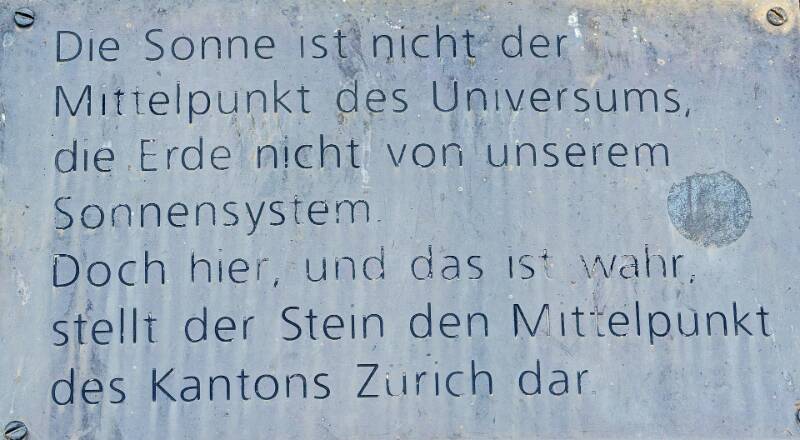 Die Sonne ist nicht der
Mittelpunkt des Universums,
die Erde nicht von unserem
Sonnensystem.
Doch hier, und das ist wahr,
stellt der Stein den Mittelpunkt
des Kantons Zürich dar.